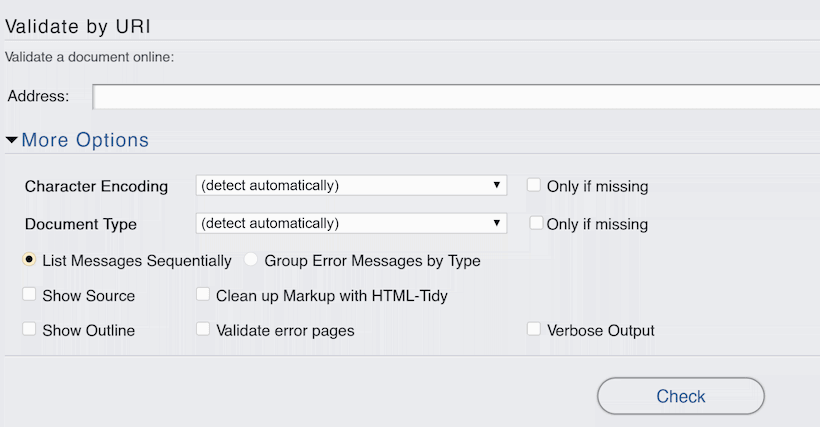 Validate by URI
Validate a document online:
Address:
More Options
Character Encoding (detect automatically) Only if missing
Document Type (detect automatically) Only if missing
List Messages Sequentially Group Error Messages by Type
Show Source Clean up Markup with HTML-Tidy
Show Outline Validate error pages Verbose Output
Check